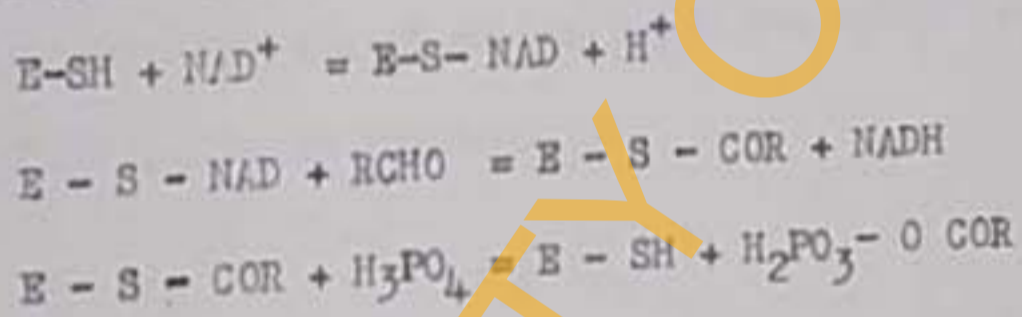 E-SH + NAD⁺ = E-S- NAD + H⁺
E - S - NAD + RCHO = E - S - COR + NADH
E - S - COR + H₃PO₄ = E - SH + H₂PO₃- O COR